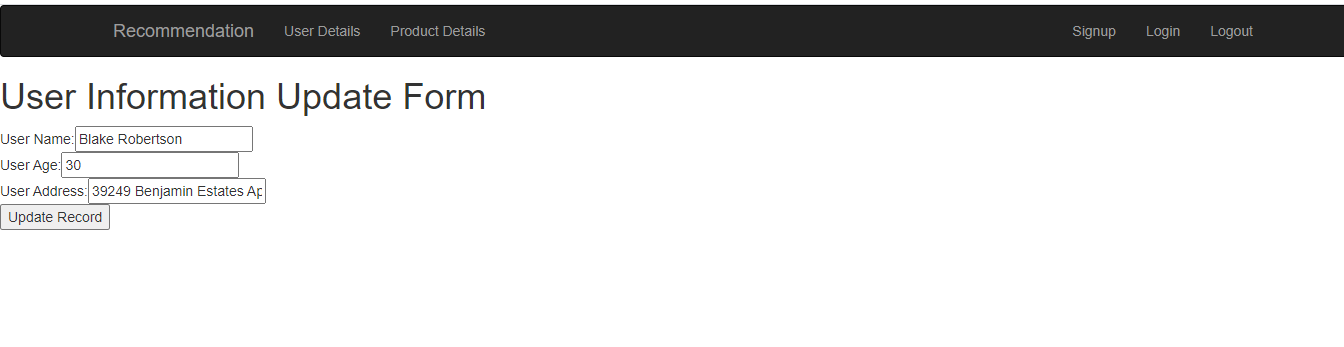 Recommendation User Details Product Details Signup Login Logout
User Information Update Form
User Name: Blake Robertson
User Age: 30
User Address: 39249 Benjamin Estates Ap
Update Record